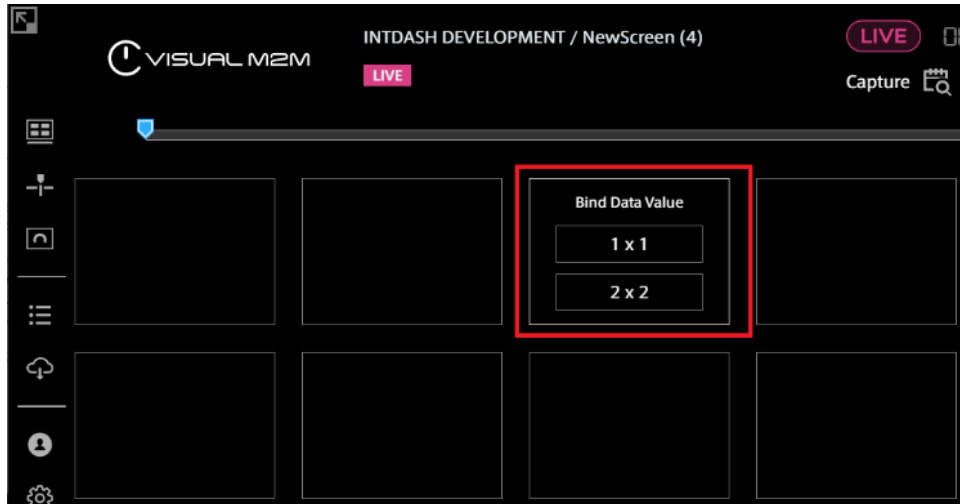 VISUAL M2M
INTDASH DEVELOPMENT / NewScreen (4)
LIVE
LIVE
Capture
Bind Data Value
1 x 1
2 x 2